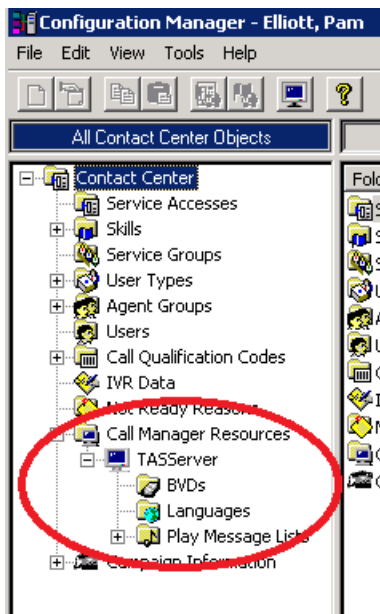 Configuration Manager - Elliott, Pam
File Edit View Tools Help
All Contact Center Objects
Contact Center
Service Accesses
Skills
Service Groups
User Types
Agent Groups
Users
Call Qualification Codes
IVR Data
Not Ready Reasons
Call Manager Resources
TASServer
BVDs
Languages
Play Message Lists
Campaign Information